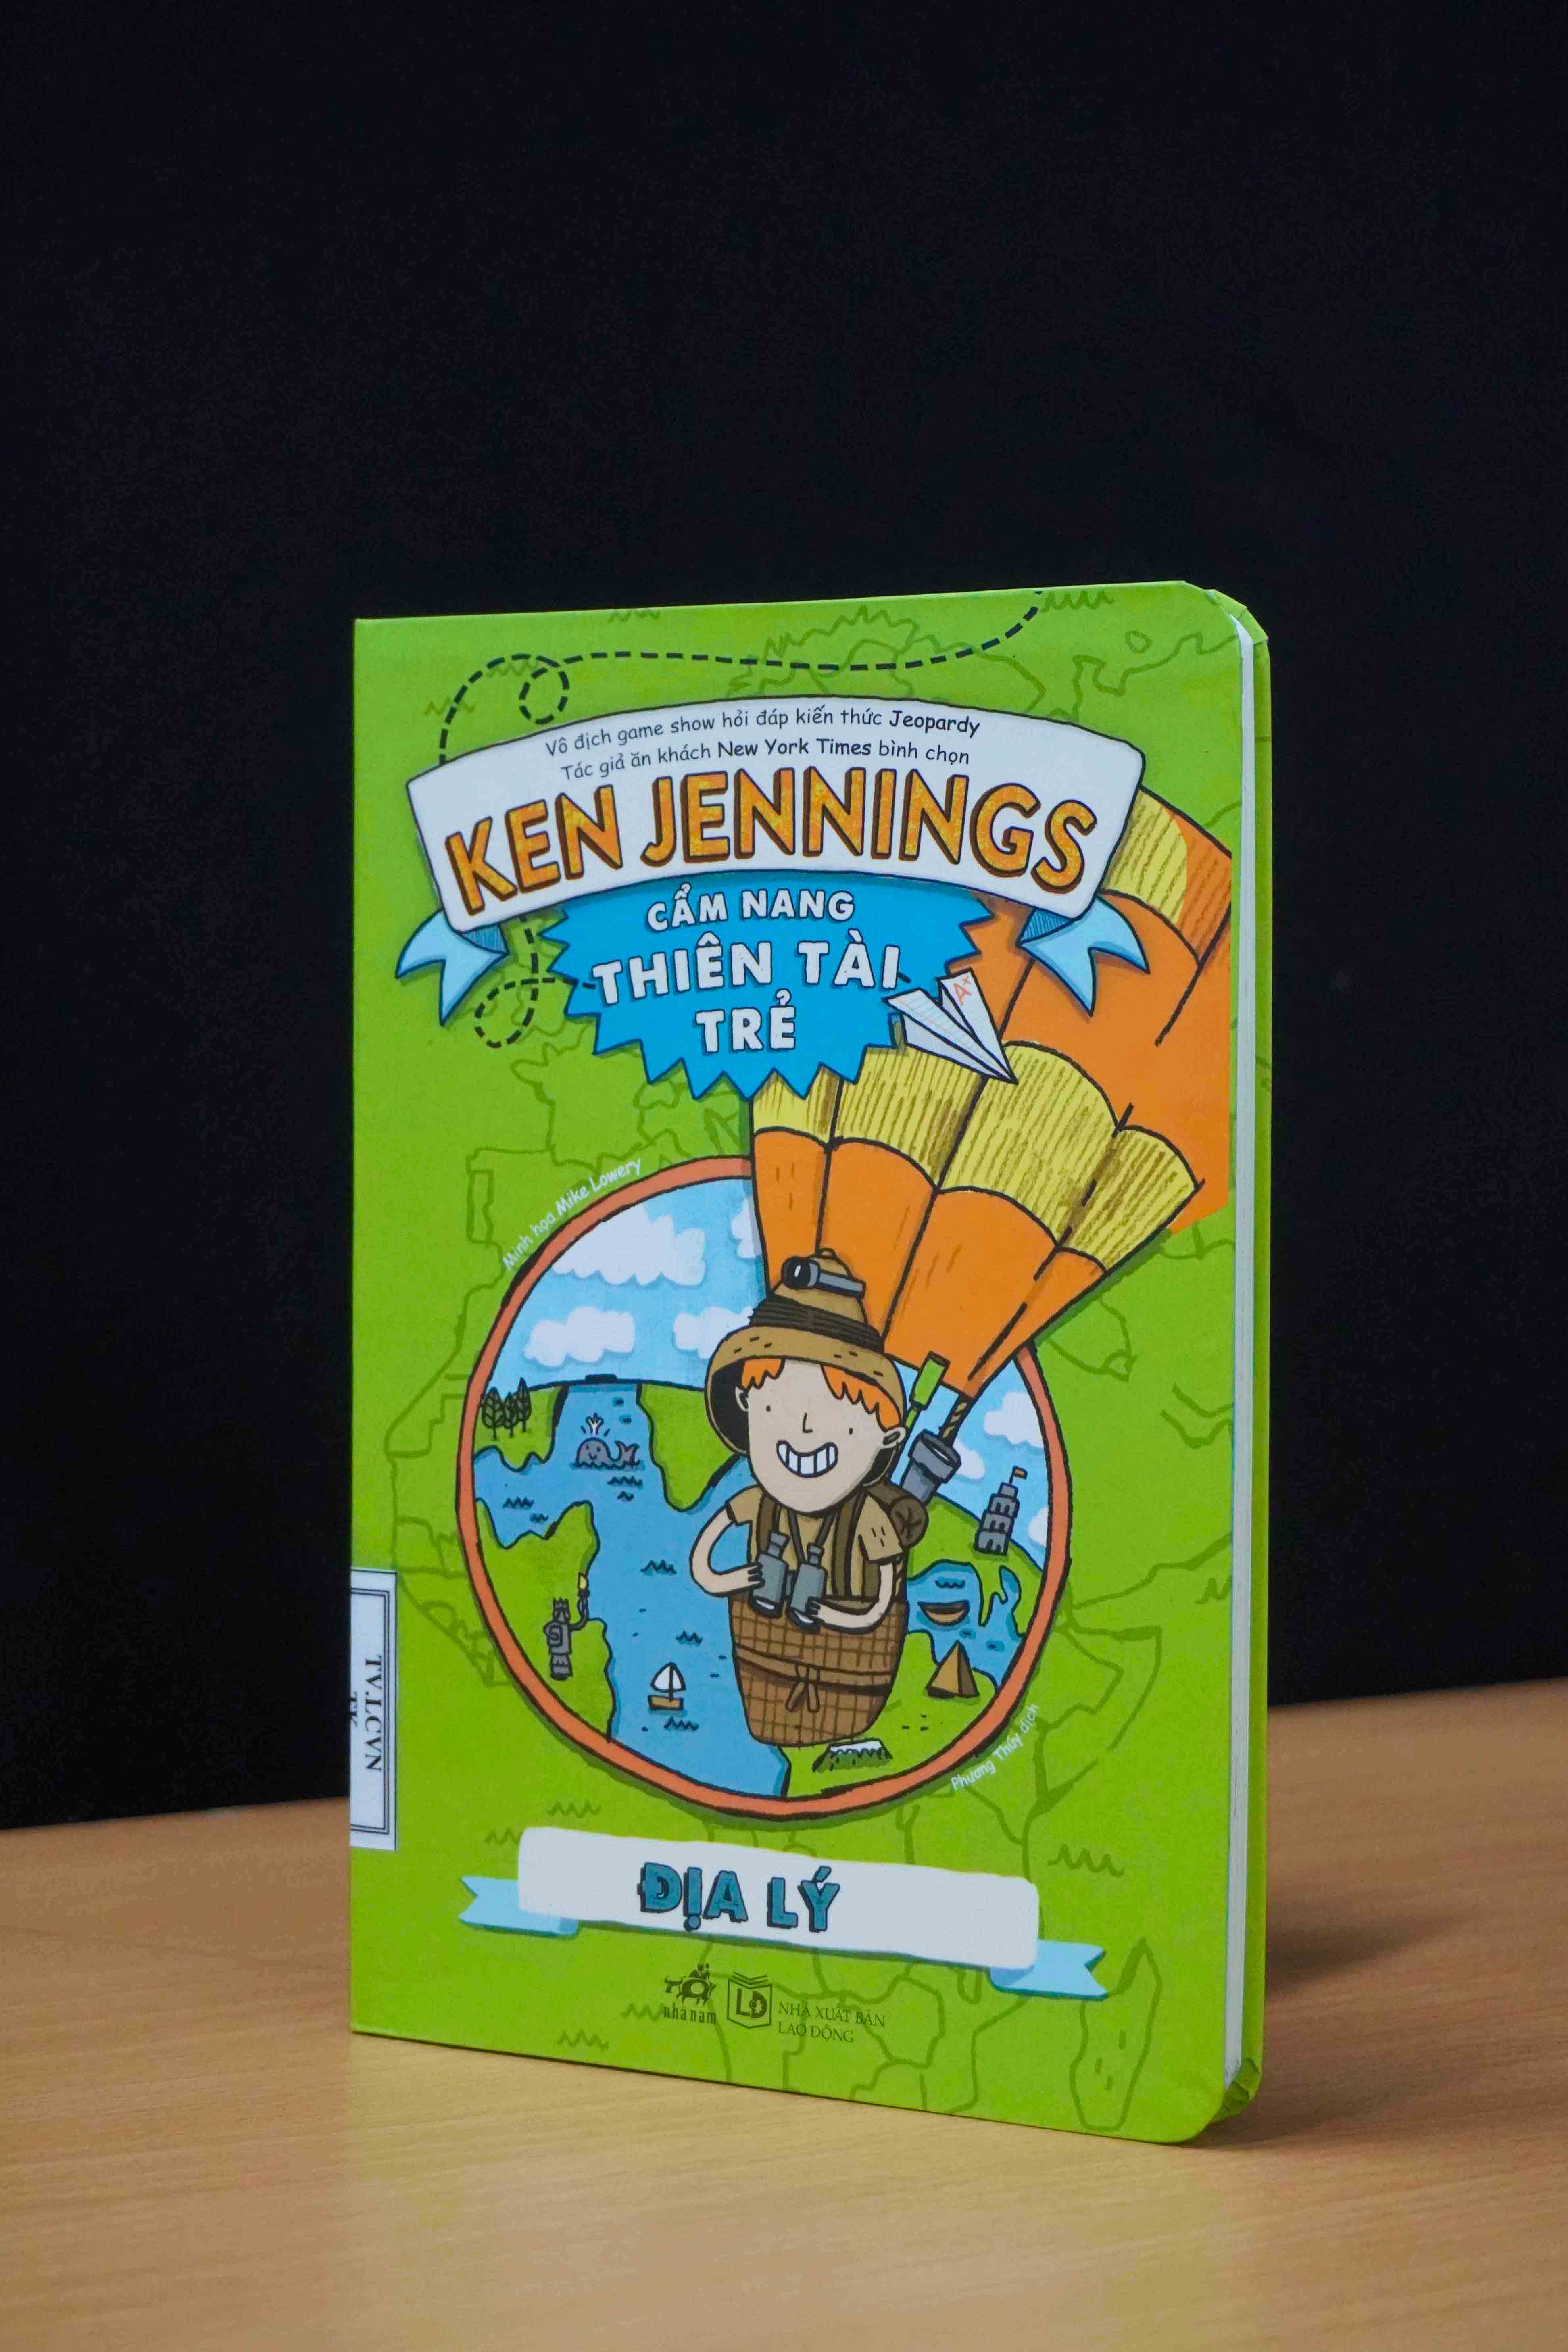 Vô địch game show hỏi đáp kiến thức Jeopardy
Tác giả ăn khách New York Times bình chọn
KEN JENNINGS
CẨM NANG
THIÊN TÀI
TRẺ
A+
Minh họa Mike Lowery
Phương Thúy dịch
TV.LCVN
TK
ĐỊA LÝ
nhã nam
LĐ
NHÀ XUẤT BẢN
LAO ĐỘNG